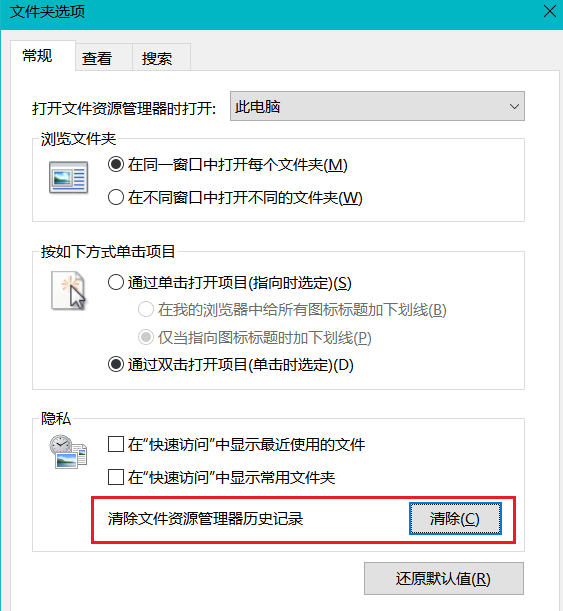 文件夹选项
常规 查看 搜索
打开文件资源管理器时打开: 此电脑
浏览文件夹
在同一窗口中打开每个文件夹(M)
在不同窗口中打开不同的文件夹(W)
按如下方式单击项目
通过单击打开项目(指向时选定)(S)
在我的浏览器中给所有图标标题加下划线(B)
仅当指向图标标题时加下划线(P)
通过双击打开项目(单击时选定)(D)
隐私
在“快速访问”中显示最近使用的文件
在“快速访问”中显示常用文件夹
清除文件资源管理器历史记录 清除(C)
还原默认值(R)